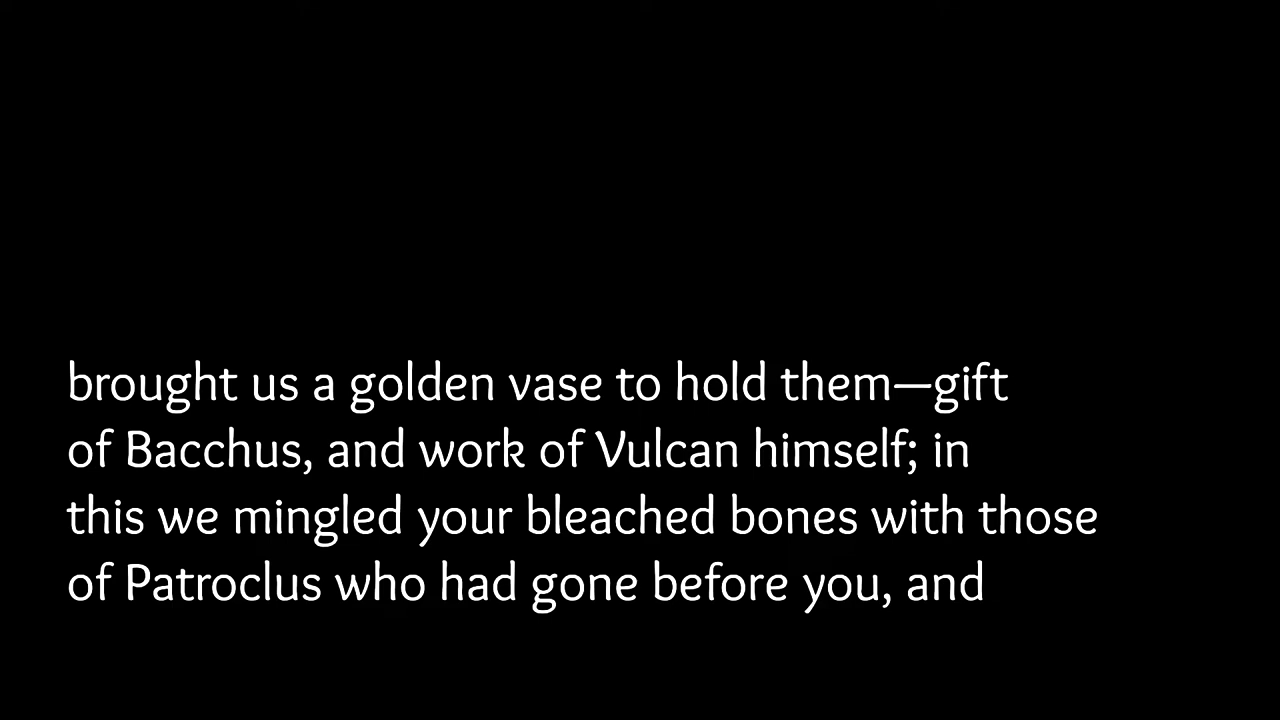 brought us a golden vase to hold them—gift
of Bacchus, and work of Vulcan himself; in
this we mingled your bleached bones with those
of Patroclus who had gone before you, and